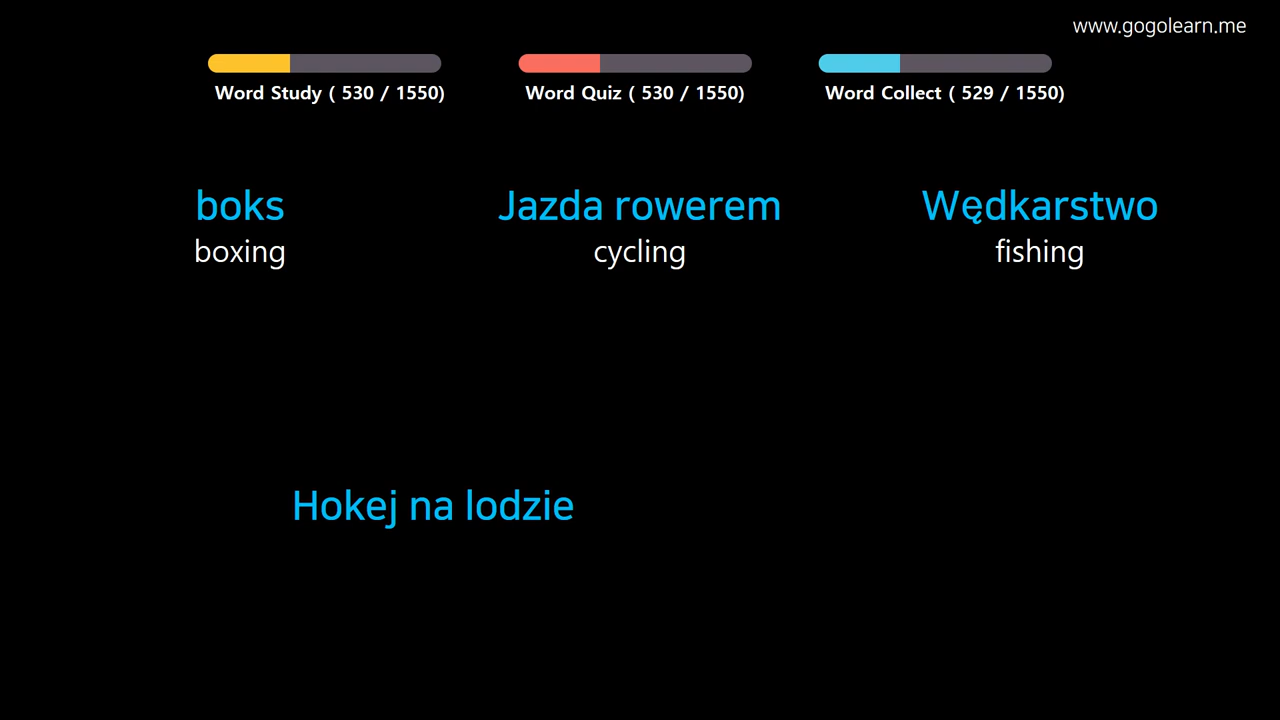 www.gogolearn.me
Word Study ( 530 / 1550)
Word Quiz ( 530 / 1550)
Word Collect ( 529 / 1550)
boks
boxing
Jazda rowerem
cycling
Wędkarstwo
fishing
Hokej na lodzie